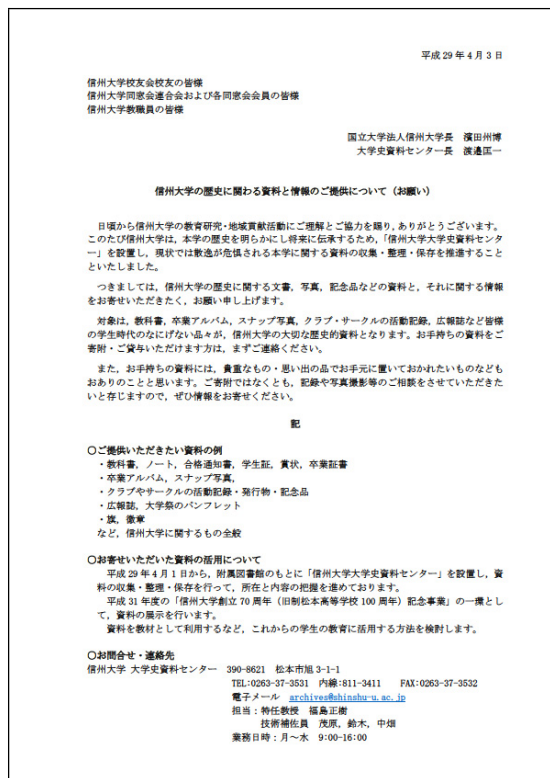 平成 29 年 4 月 3 日
信州大学校友会校友の皆様
信州大学同窓会連合会および各同窓会会員の皆様
信州大学教職員の皆様
国立大学法人信州大学長　濱田州博
大学史資料センター長　渡邉匡一
信州大学の歴史に関わる資料と情報のご提供について（お願い）
日頃から信州大学の教育研究・地域貢献活動にご理解とご協力を賜り，ありがとうございます。
このたび信州大学は，本学の歴史を明らかにし将来に伝承するため，「信州大学大学史資料センタ
ー」を設置し，現状では散逸が危惧される本学に関する資料の収集・整理・保存を推進すること
といたしました。
つきましては，信州大学の歴史に関する文書，写真，記念品などの資料と，それに関する情報
をお寄せいただきたく，お願い申し上げます。
対象は，教科書，卒業アルバム，スナップ写真，クラブ・サークルの活動記録，広報誌など皆様
の学生時代のなにげない品々が，信州大学の大切な歴史的資料となります。お手持ちの資料をご
寄附・ご貸与いただけます方は，まずご連絡ください。
また，お手持ちの資料には，貴重なもの・思い出の品でお手元に置いておかれたいものなども
おありのことと思います。ご寄附ではなくとも，記録や写真撮影等のご相談をさせていただきた
いと存じますので，ぜひ情報をお寄せください。
記
○ご提供いただきたい資料の例
・教科書，ノート，合格通知書，学生証，賞状，卒業証書
・卒業アルバム，スナップ写真，
・クラブやサークルの活動記録・発行物・記念品
・広報誌，大学祭のパンフレット
・旗，徽章
など，信州大学に関するもの全般
○お寄せいただいた資料の活用について
平成 29 年 4 月 1 日から，附属図書館のもとに「信州大学大学史資料センター」を設置し，資
料の収集・整理・保存を行って，所在と内容の把握を進めております。
平成 31 年度の「信州大学創立 70 周年（旧制松本高等学校 100 周年）記念事業」の一環とし
て，資料の展示を行います。
資料を教材として利用するなど，これからの学生の教育に活用する方法を検討します。
○お問合せ・連絡先
信州大学 大学史資料センター　390-8621　松本市旭 3-1-1
TEL:0263-37-3531　内線:811-3411　FAX:0263-37-3532
電子メール　archives@shinshu-u.ac.jp
担当：特任教授　福島正樹
技術補佐員　茂原，鈴木，中畑
業務日時：月～水　9:00-16:00